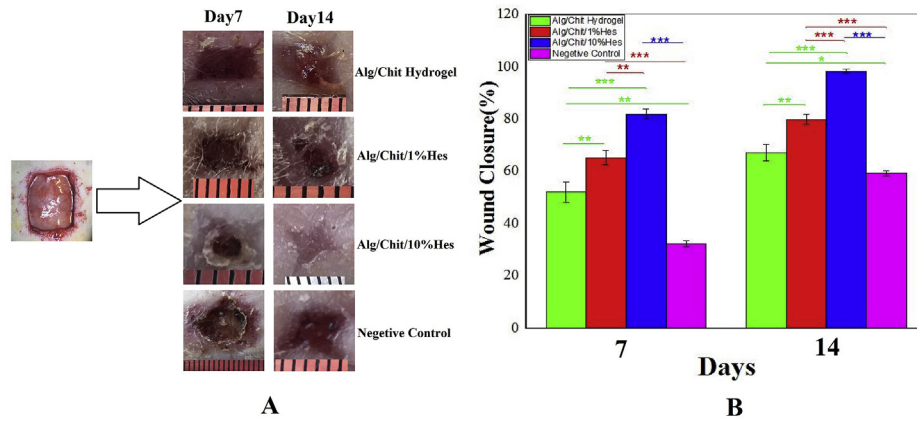 Day7 Day14
Alg/Chit Hydrogel
Alg/Chit/1%Hes
Alg/Chit/10%Hes
Negetive Control
A
120
100
80
60
40
20
0
Wound Closure(%)
Alg/Chit Hydrogel
Alg/Chit/1%Hes
Alg/Chit/10%Hes
Negetive Control
***
***
**
***
**
**
***
*** ***
***
*
**
7 14
Days
B